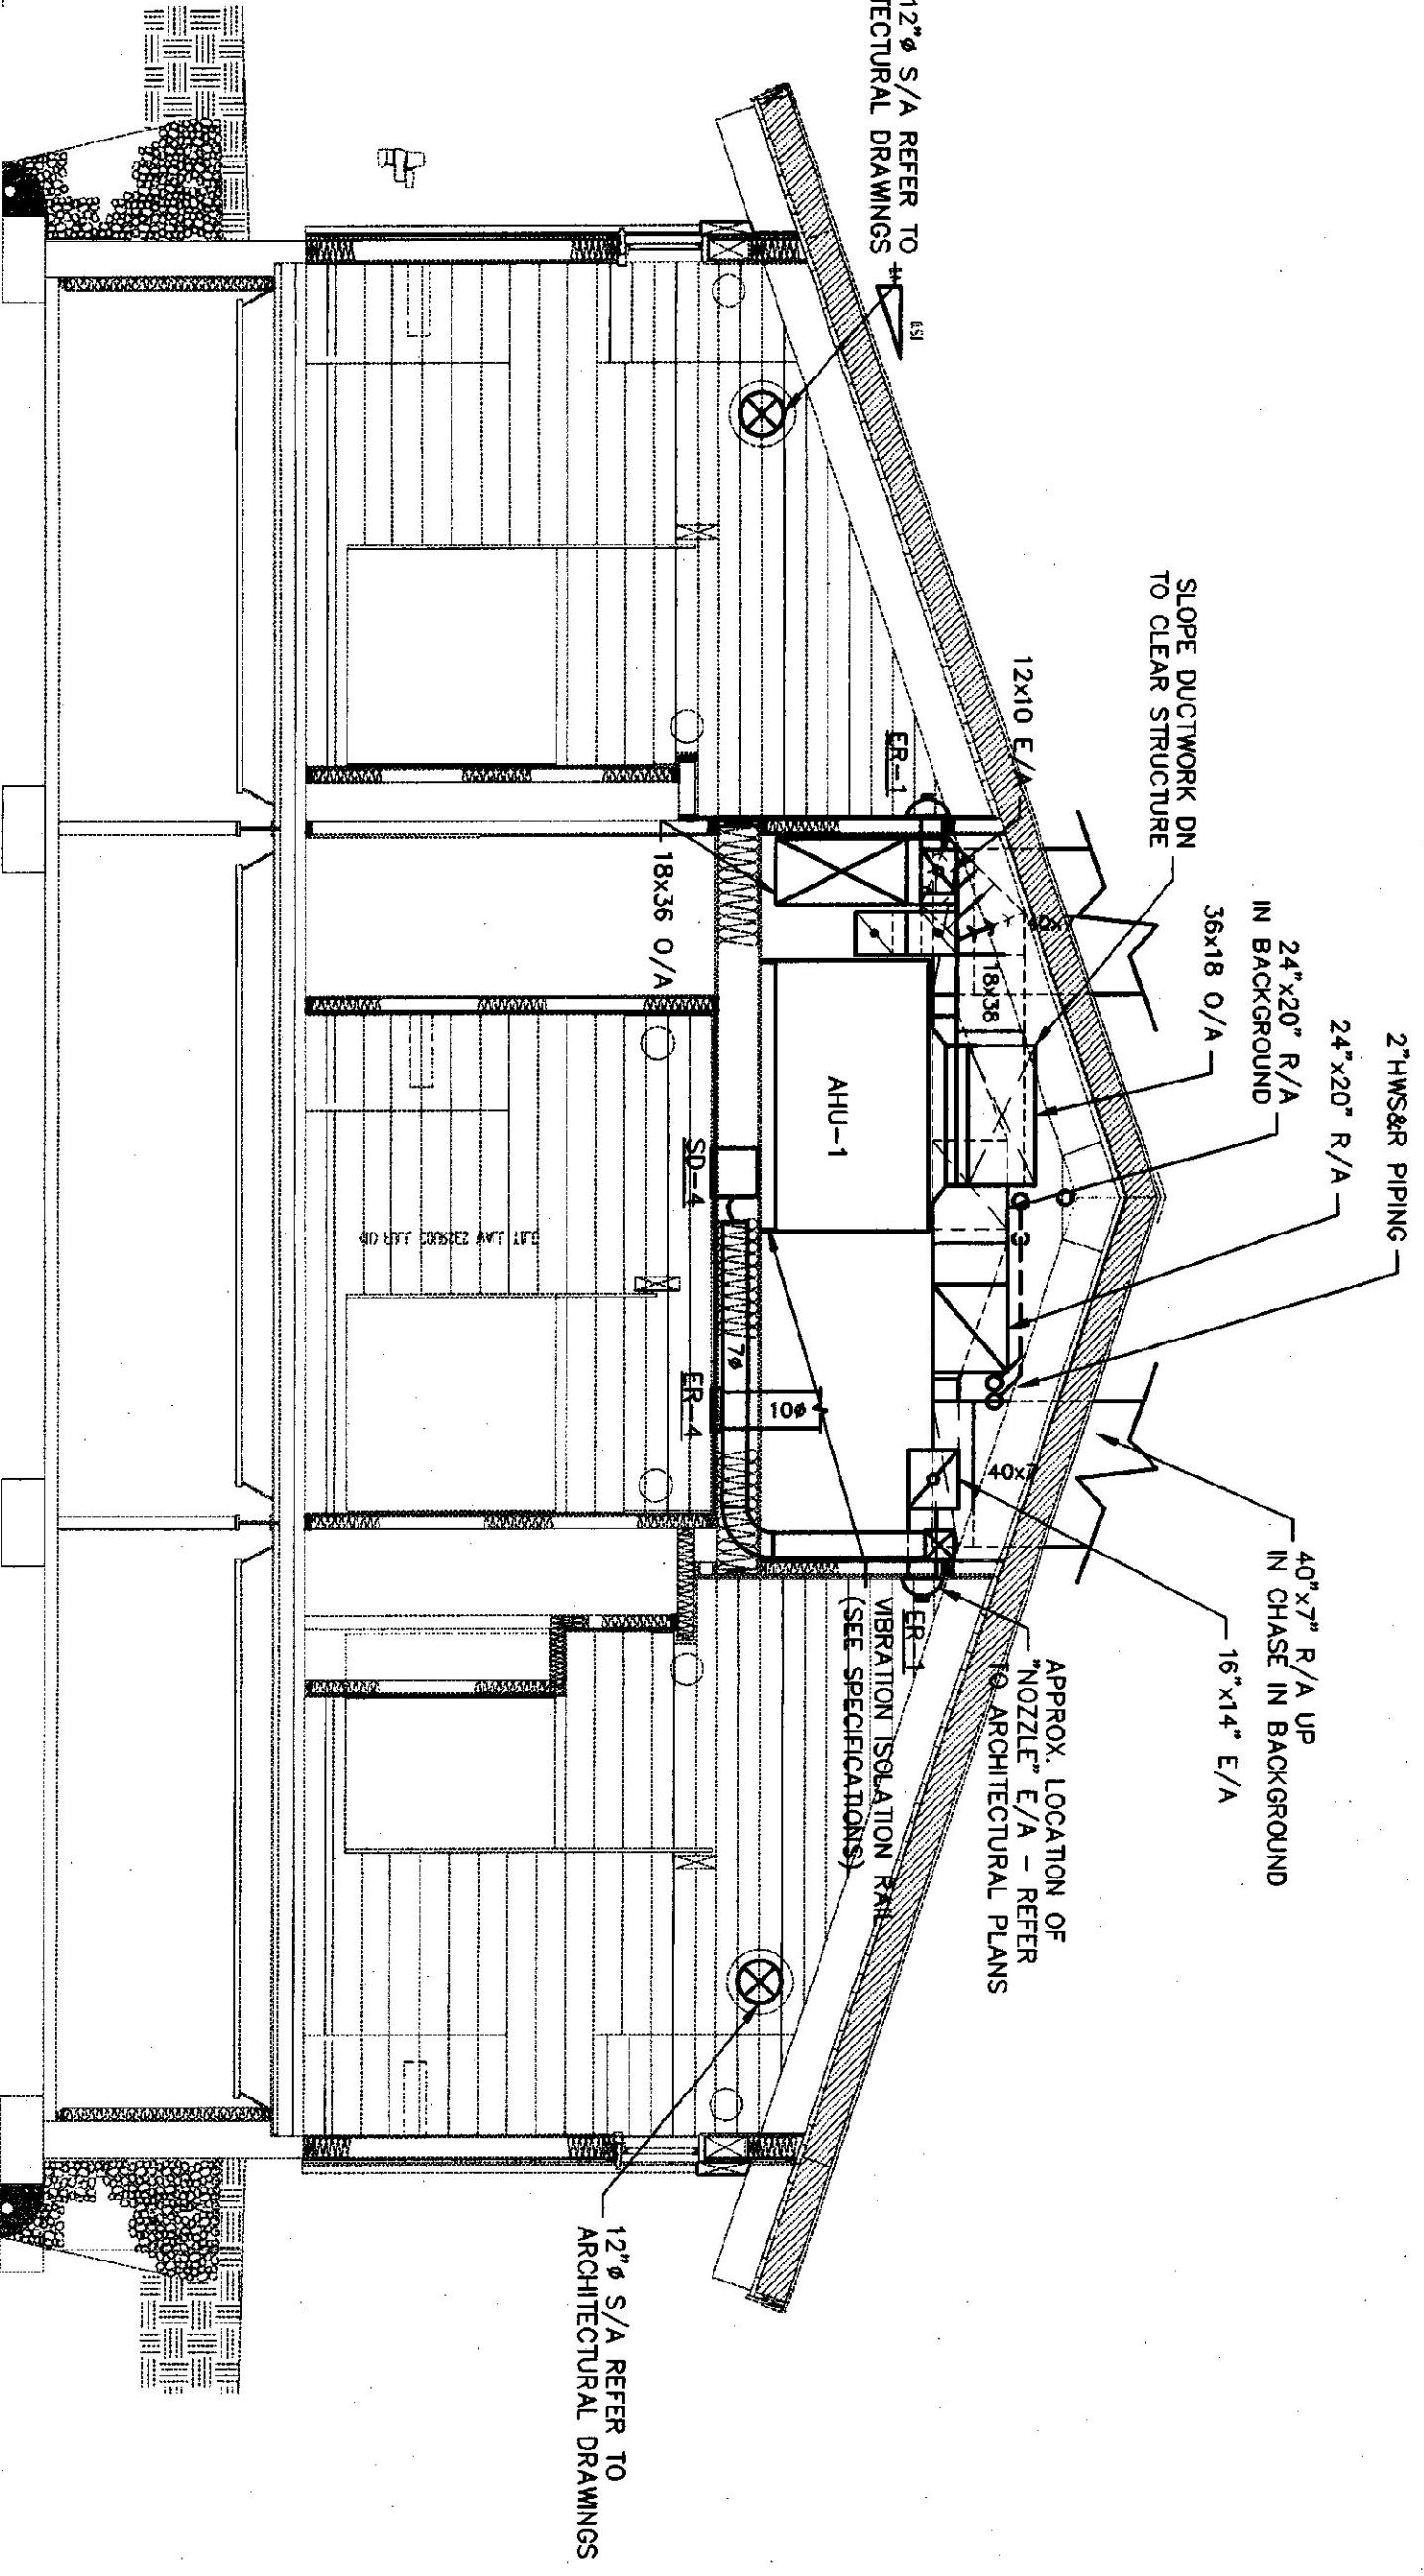 2"HWS&R PIPING
24"x20" R/A
24"x20" R/A
IN BACKGROUND
36x18 O/A
SLOPE DUCTWORK DN
TO CLEAR STRUCTURE
12x10 E/A
12"ø S/A REFER TO
TECTURAL DRAWINGS
ER-1
18x38
18x36 O/A
AHU-1
SD-4
7ø
10ø
ER-4
40x7
40"x7" R/A UP
IN CHASE IN BACKGROUND
16"x14" E/A
APPROX. LOCATION OF
"NOZZLE" E/A - REFER
TO ARCHITECTURAL PLANS
ER-1
VIBRATION ISOLATION RAIL
(SEE SPECIFICATIONS)
12"ø S/A REFER TO
ARCHITECTURAL DRAWINGS